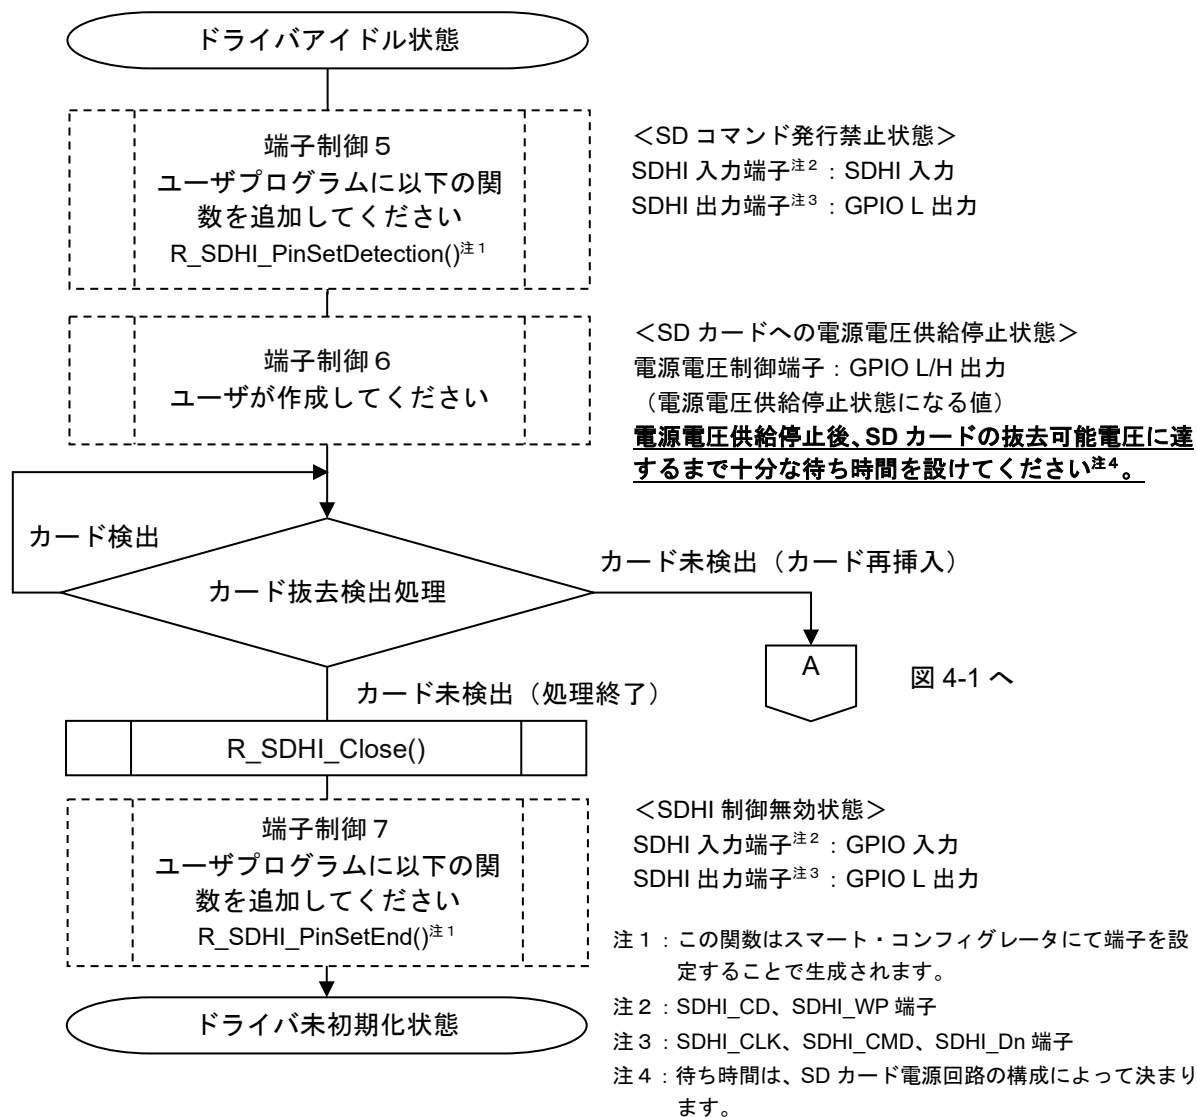 ドライバアイドル状態
端子制御５
ユーザプログラムに以下の関
数を追加してください
R_SDHI_PinSetDetection()注１
＜SD コマンド発行禁止状態＞
SDHI 入力端子注２：SDHI 入力
SDHI 出力端子注３：GPIO L 出力
端子制御６
ユーザが作成してください
＜SD カードへの電源電圧供給停止状態＞
電源電圧制御端子：GPIO L/H 出力
（電源電圧供給停止状態になる値）
電源電圧供給停止後、SD カードの抜去可能電圧に達
するまで十分な待ち時間を設けてください注４。
カード検出
カード抜去検出処理
カード未検出（カード再挿入）
A
図 4-1 へ
カード未検出（処理終了）
R_SDHI_Close()
端子制御７
ユーザプログラムに以下の関
数を追加してください
R_SDHI_PinSetEnd()注１
＜SDHI 制御無効状態＞
SDHI 入力端子注２：GPIO 入力
SDHI 出力端子注３：GPIO L 出力
ドライバ未初期化状態
注１：この関数はスマート・コンフィグレータにて端子を設
定することで生成されます。
注２：SDHI_CD、SDHI_WP 端子
注３：SDHI_CLK、SDHI_CMD、SDHI_Dn 端子
注４：待ち時間は、SD カード電源回路の構成によって決まり
ます。